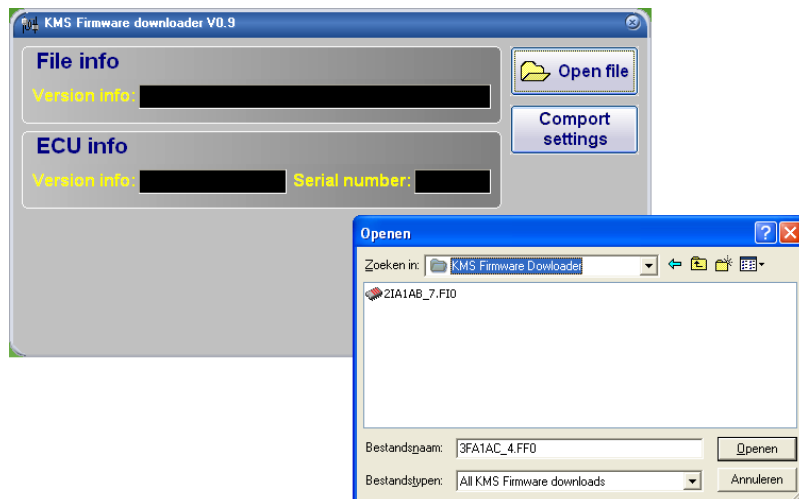 KMS Firmware downloader V0.9
File info
Version info:
Open file
Comport
settings
ECU info
Version info:
Serial number:
Openen
Zoeken in:
KMS Firmware Dowloader
2IA1AB_7.FI0
Bestandsnaam:
3FA1AC_4.FF0
Openen
Bestandstypen:
All KMS Firmware downloads
Annuleren